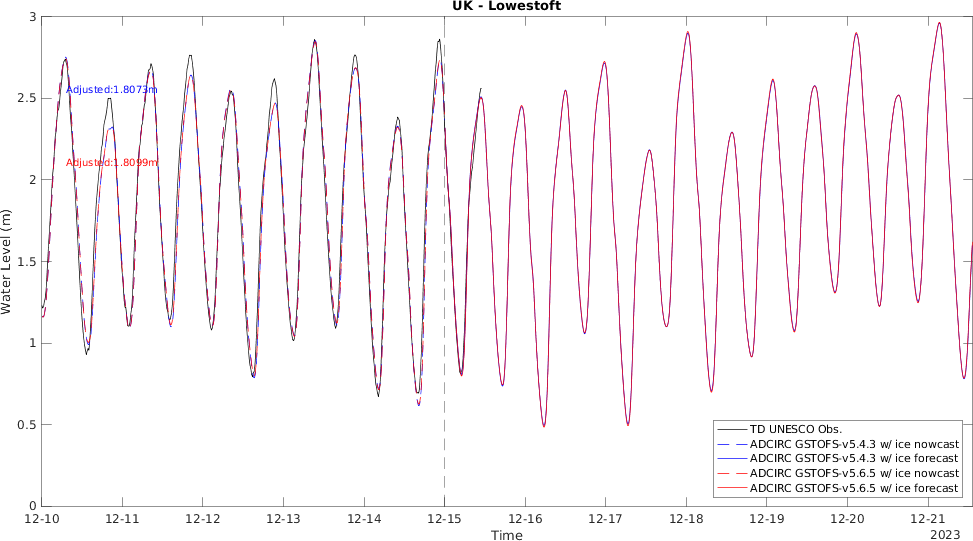 UK - Lowestoft
Water Level (m)
3
2.5
2
1.5
1
0.5
0
Adjusted:1.8073m
Adjusted:1.8099m
TD UNESCO Obs.
ADCIRC GSTOFS-v5.4.3 w/ ice nowcast
ADCIRC GSTOFS-v5.4.3 w/ ice forecast
ADCIRC GSTOFS-v5.6.5 w/ ice nowcast
ADCIRC GSTOFS-v5.6.5 w/ ice forecast
12-10 12-11 12-12 12-13 12-14 12-15 12-16 12-17 12-18 12-19 12-20 12-21
Time
2023